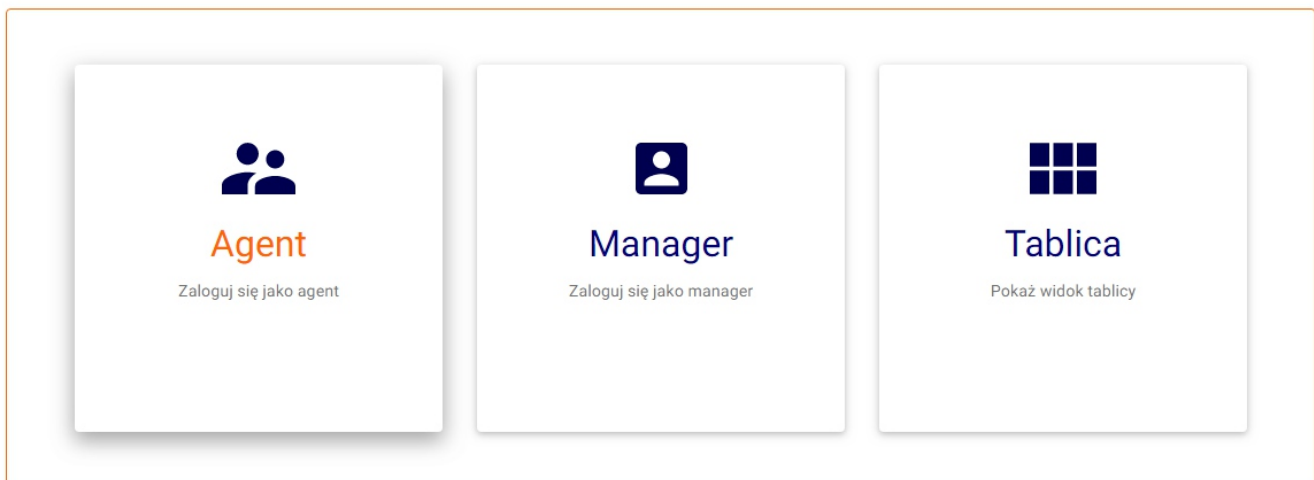 Agent
Zaloguj się jako agent
Manager
Zaloguj się jako manager
Tablica
Pokaż widok tablicy